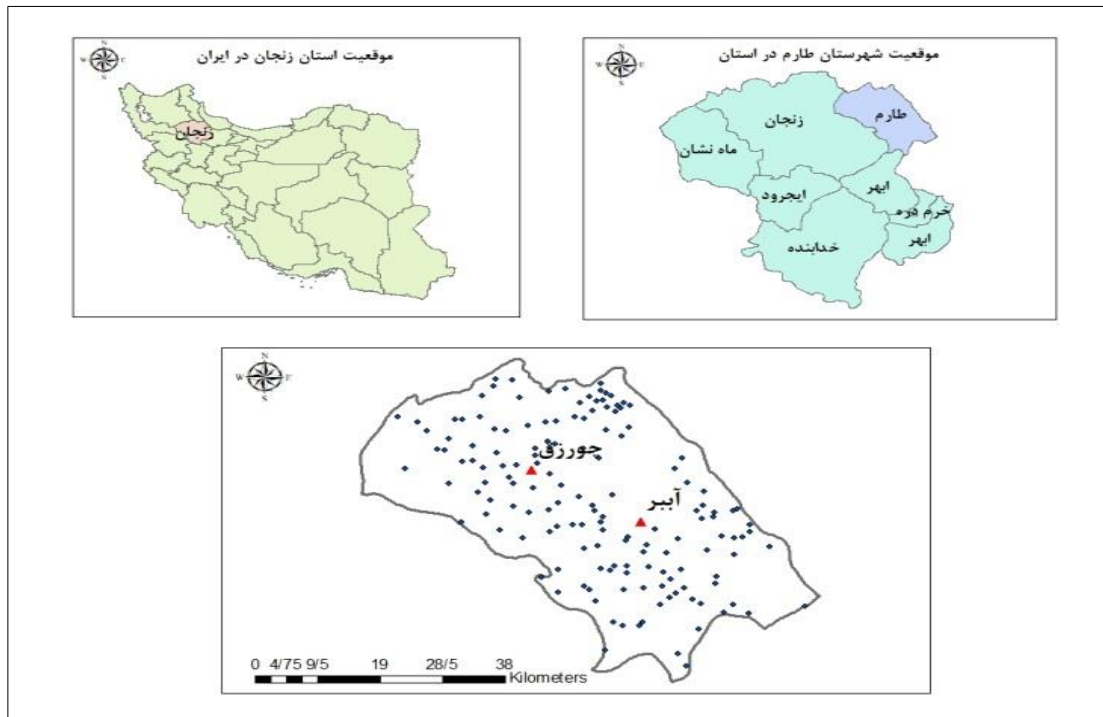 موقعیت استان زنجان در ایران
N
W
E
S
زنجان
موقعیت شهرستان طارم در استان
N
W
E
S
طارم
زنجان
ماه نشان
ابهر
ایجرود
خرم دره
ابهر
خدابنده
N
W
E
S
چورزق
آببر
0 4/75 9/5 19 28/5 38
Kilometers